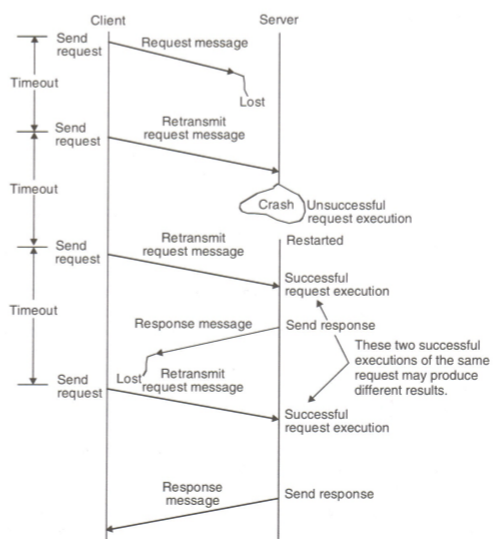 Client
Server
Send
request
Request message
Timeout
Lost
Send
request
Retransmit
request message
Timeout
Crash
Unsuccessful
request execution
Send
request
Retransmit
request message
Restarted
Successful
request execution
Timeout
Response message
Send response
These two successful
executions of the same
request may produce
different results.
Lost
Send
request
Retransmit
request message
Successful
request execution
Response
message
Send response